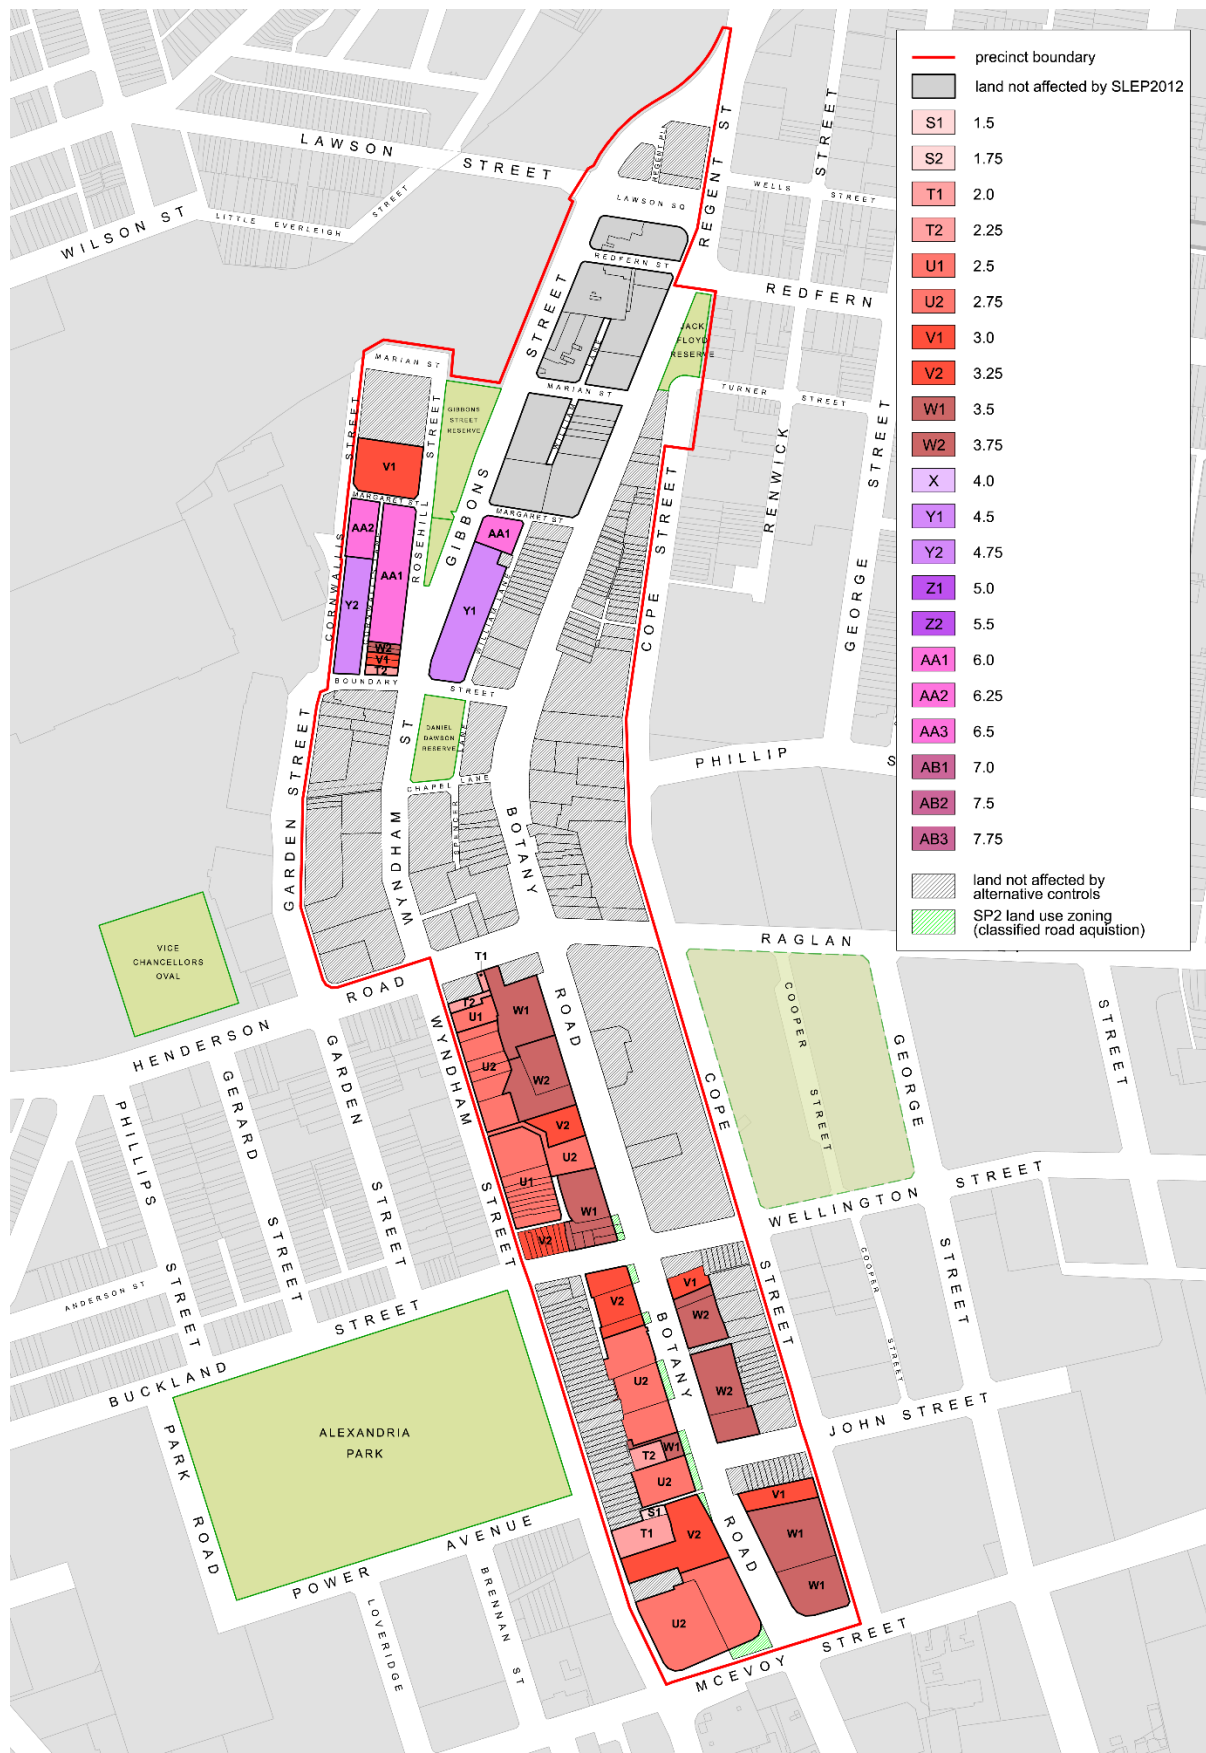 precinct boundary
land not affected by SLEP2012
S1 1.5
S2 1.75
T1 2.0
T2 2.25
U1 2.5
U2 2.75
V1 3.0
V2 3.25
W1 3.5
W2 3.75
X 4.0
Y1 4.5
Y2 4.75
Z1 5.0
Z2 5.5
AA1 6.0
AA2 6.25
AA3 6.5
AB1 7.0
AB2 7.5
AB3 7.75
land not affected by
alternative controls
SP2 land use zoning
(classified road aquistion)
LAWSON STREET
WILSON ST
LITTLE EVERLEIGH STREET
REGENT PL
REGENT ST
STREET
WELLS STREET
LAWSON SQ
REDFERN ST
REDFERN
JACK
FLOYD
RESERVE
LANE
MARIAN ST
MARIAN ST
TURNER STREET
GIBBONS
STREET
RESERVE
WILLIAM
V1
MARGARET ST
MARGARET ST
AA2
AA1
AA1
Y2
Y1
W2
V1
T2
CORNWALLIS STREET
CORNWALLIS LANE
ROSEHILL STREET
GIBBONS STREET
WILLIAM LANE
COPE STREET
RENWICK
GEORGE STREET
BOUNDARY STREET
DANIEL
DAWSON
RESERVE
LANE
CHAPEL LANE
SPENCER
GARDEN STREET
WYNDHAM ST
BOTANY
PHILLIP S
VICE
CHANCELLORS
OVAL
RAGLAN
HENDERSON ROAD
T1
T2
U1
W1
U2
W2
V2
U2
U1
W1
V2
ROAD
WYNDHAM STREET
COPE STREET
COOPER STREET
GEORGE STREET
STREET
PHILLIPS STREET
GERARD STREET
GARDEN STREET
WELLINGTON STREET
COOPER STREET
ANDERSON ST
BUCKLAND STREET
V2
V1
W2
U2
W2
BOTANY ROAD
T2
W1
U2
JOHN STREET
ALEXANDRIA
PARK
PARK ROAD
S1
T1
V2
V1
W1
W1
U2
POWER AVENUE
LOVERIDGE
BRENNAN ST
MCEVOY STREET